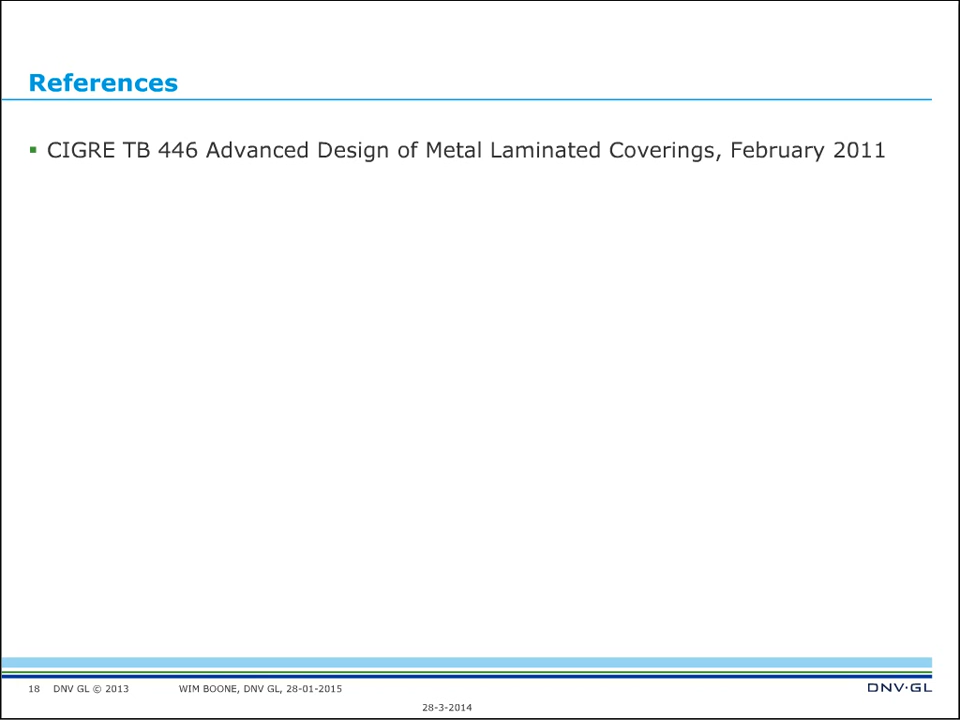 References
▪ CIGRE TB 446 Advanced Design of Metal Laminated Coverings, February 2011
18 DNV GL © 2013 WIM BOONE, DNV GL, 28-01-2015
DNV·GL
28-3-2014